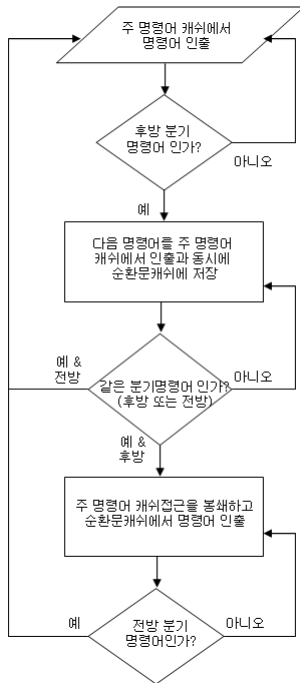 주 명령어 캐쉬에서
명령어 인출
후방 분기
명령어 인가?
아니오
예
다음 명령어를 주 명령어
캐쉬에서 인출과 동시에
순환문캐쉬에 저장
예 &
전방
같은 분기명령어 인가?
(후방 또는 전방)
아니오
예 &
후방
주 명령어 캐쉬접근을 봉쇄하고
순환문캐쉬에서 명령어 인출
예
전방 분기
명령어인가?
아니오